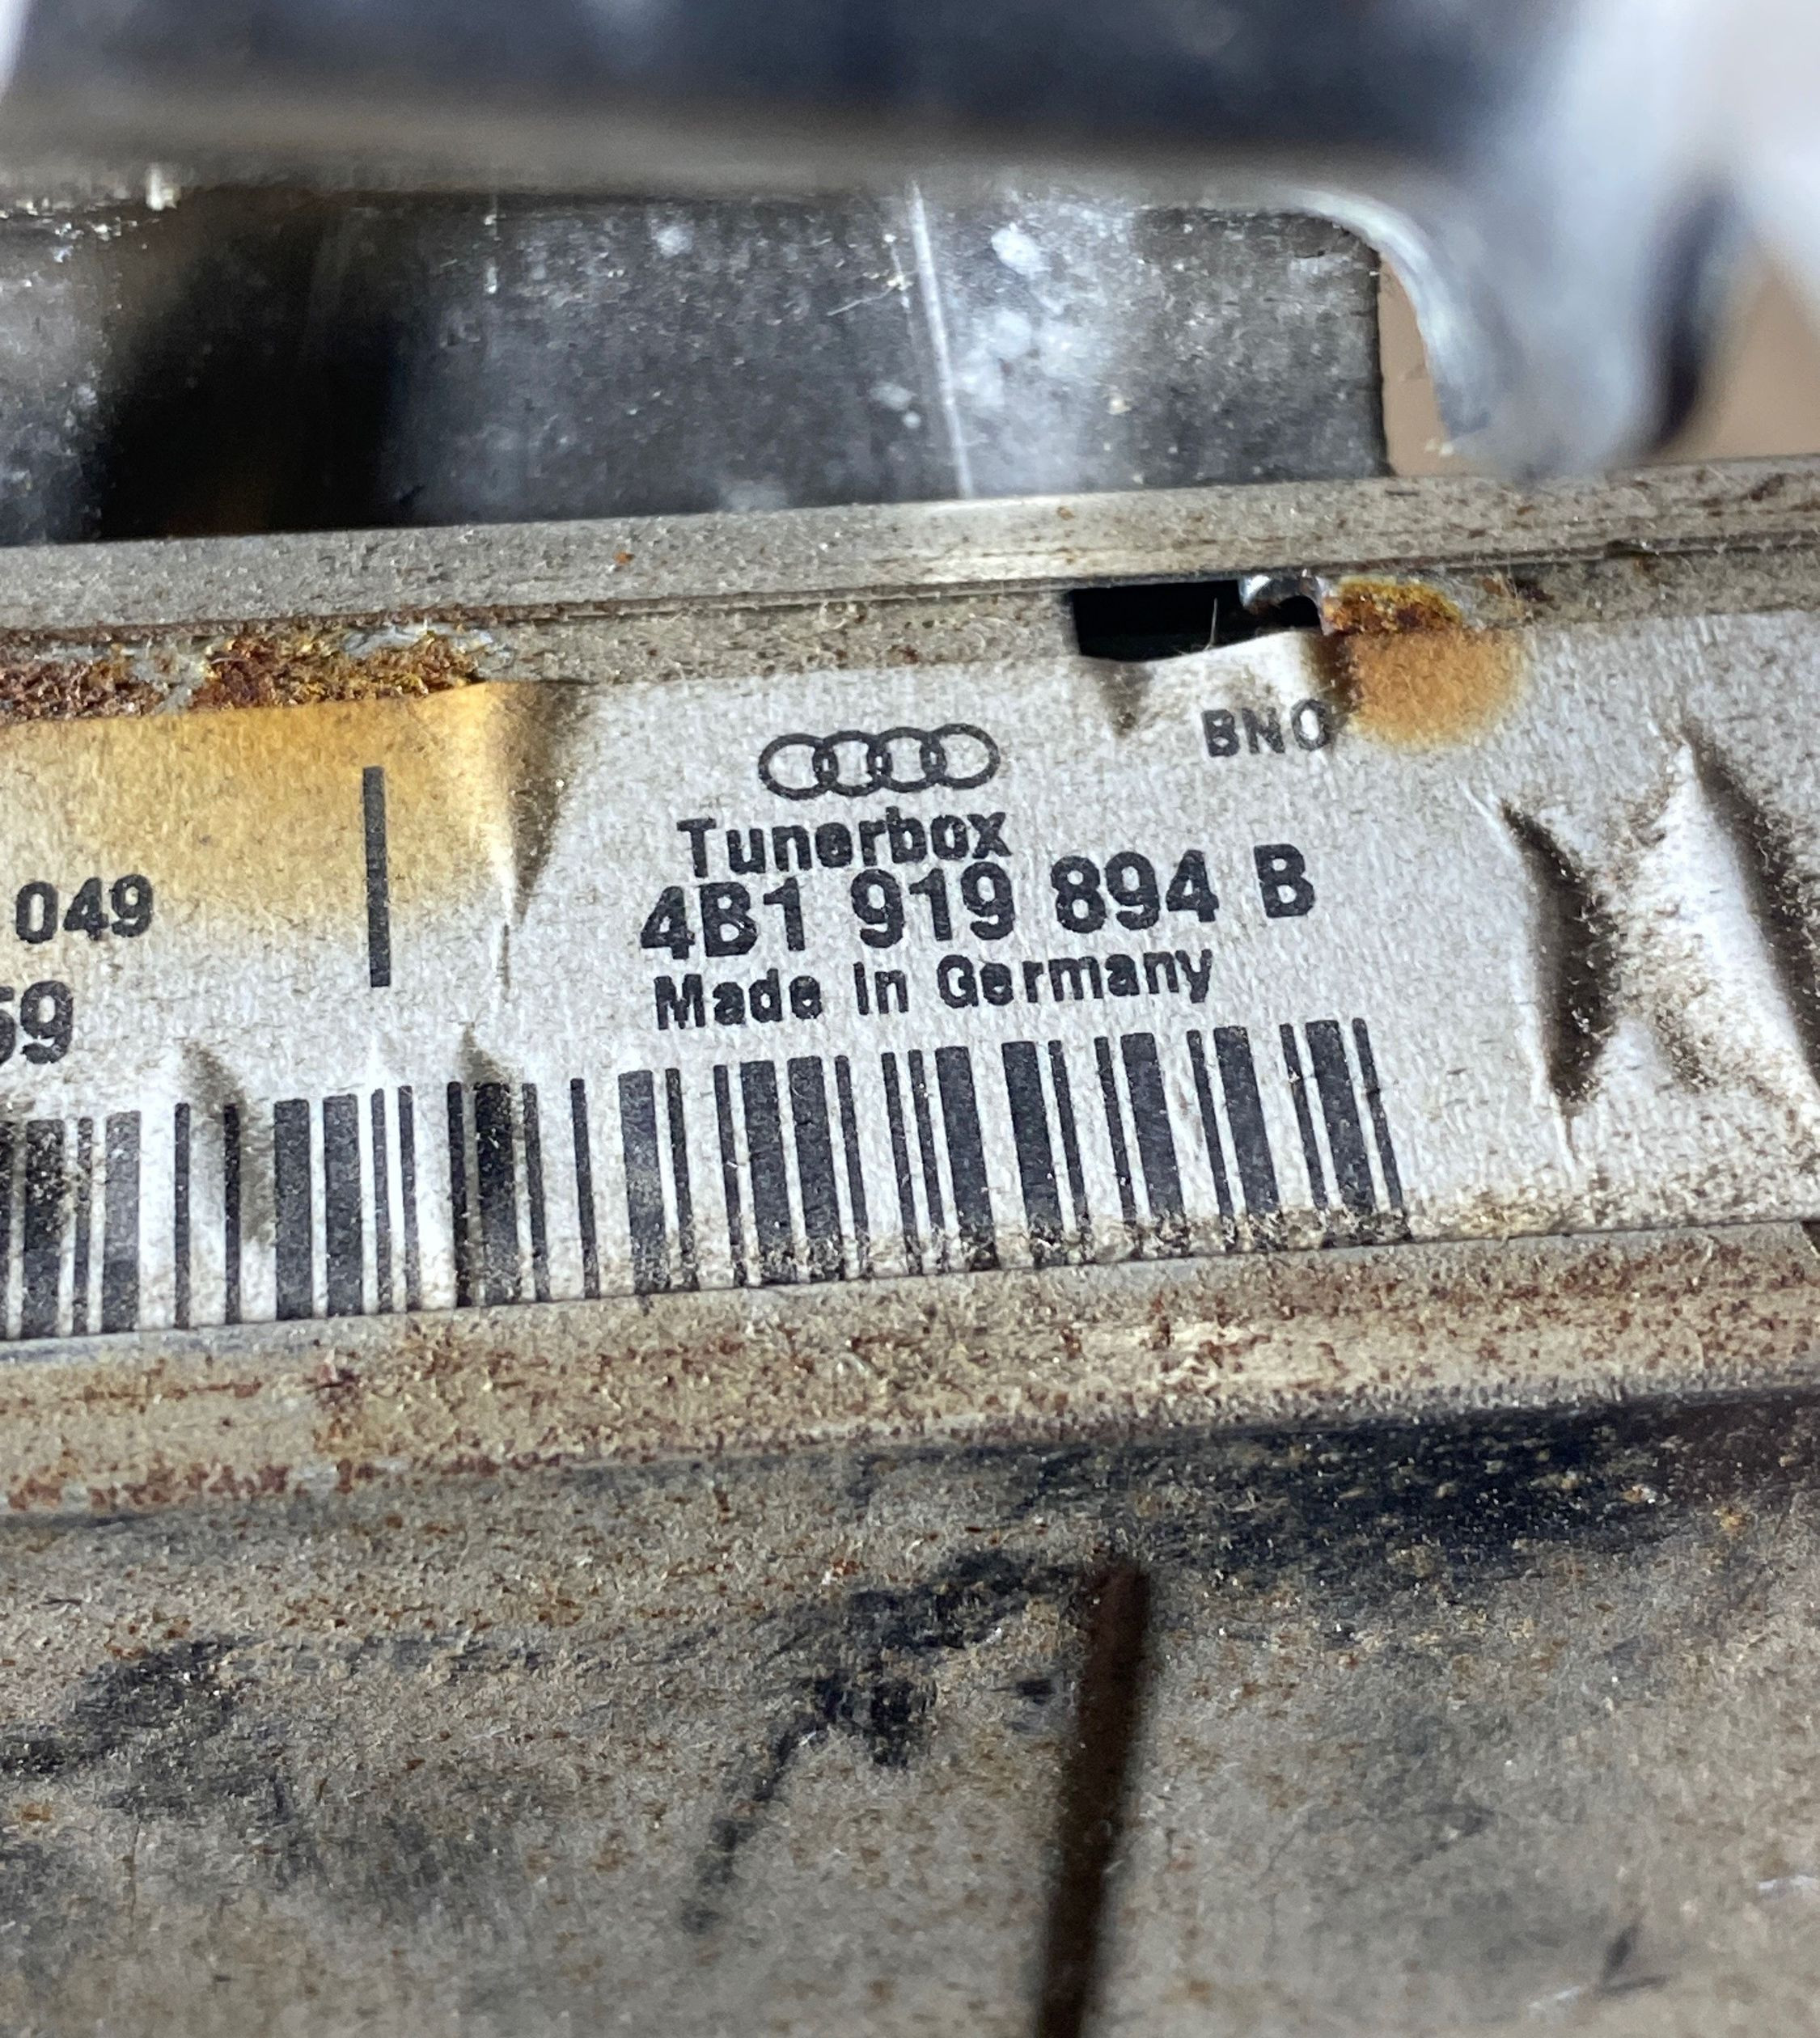 BNO
Tunerbox
049
4B1 919 894 B
59
Made in Germany